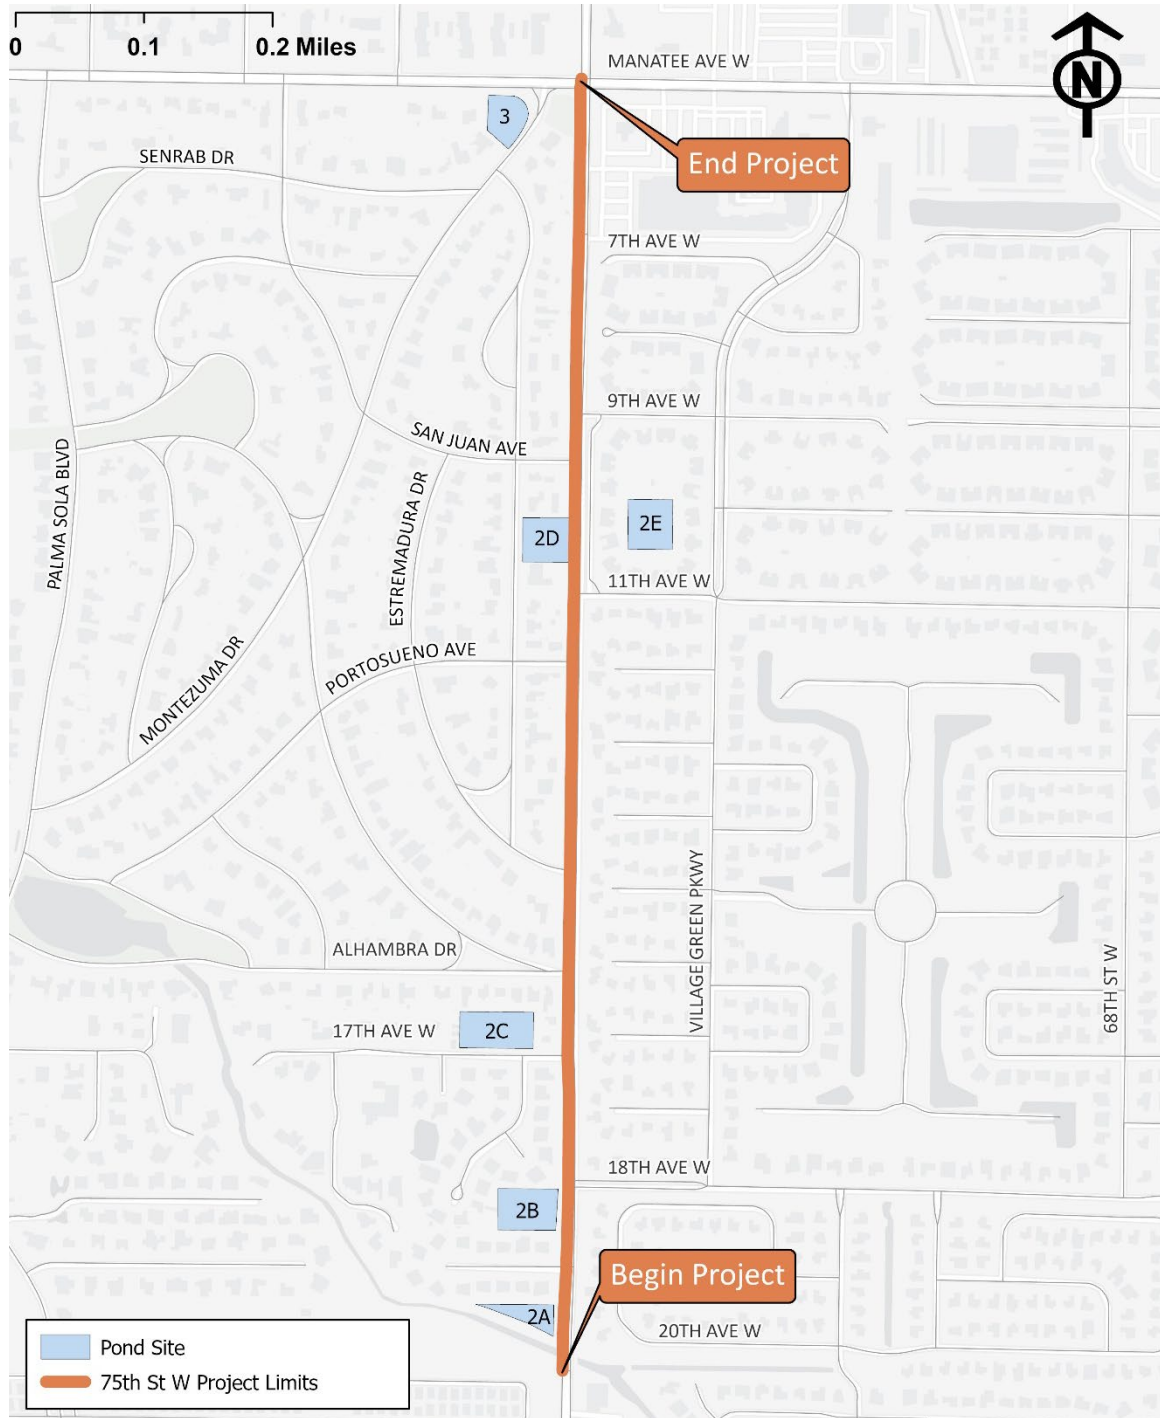 0 0.1 0.2 Miles
MANATEE AVE W
N
3
End Project
SENRAB DR
7TH AVE W
9TH AVE W
SAN JUAN AVE
PALMA SOLA BLVD
ESTREMADURA DR
2D
2E
11TH AVE W
PORTOSUENO AVE
MONTEZUMA DR
VILLAGE GREEN PKWY
ALHAMBRA DR
68TH ST W
17TH AVE W
2C
18TH AVE W
2B
Begin Project
2A
20TH AVE W
Pond Site
75th St W Project Limits